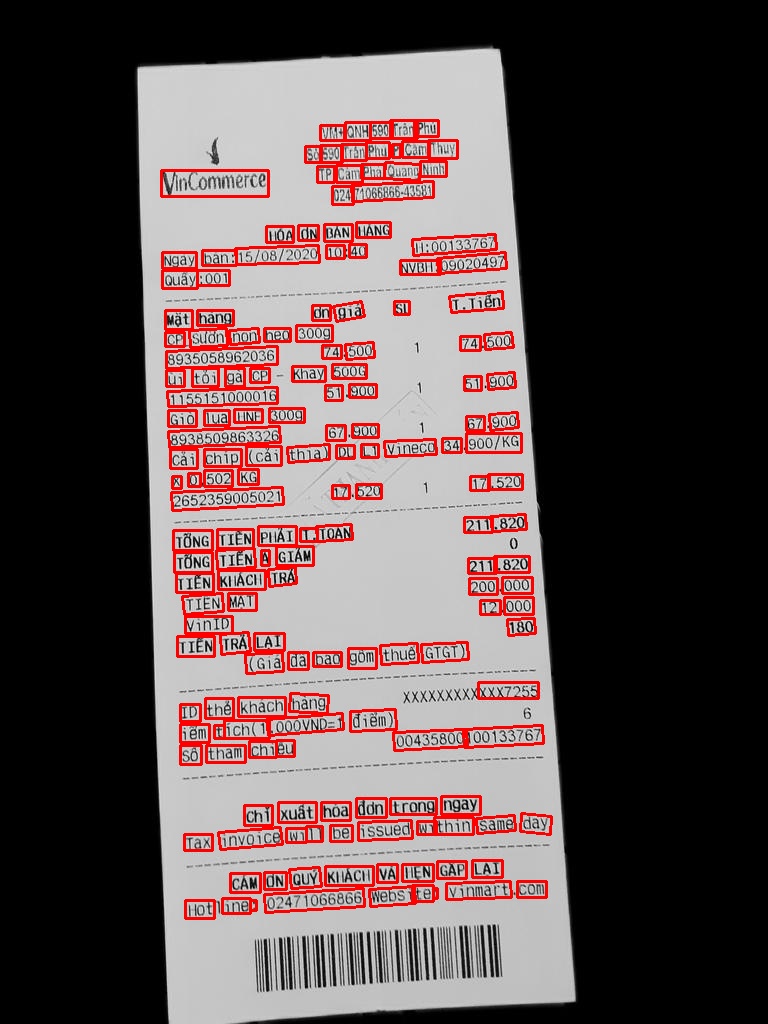 VinCommerce
VM+ QNH 590 Trần Phú
Số 590 Trần Phú P Cẩm Thủy
TP Cẩm Phả Quảng Ninh
024 71066866-43581
HÓA ĐƠN BÁN HÀNG
Ngày bán:15/08/2020 10:40 H:00133767
Quầy:001 NVBH:09020497
Mặt hàng Đơn giá SL T.Tiền
CP Sườn non heo 300g
8935058962036 74.500 1 74.500
Đùi tỏi gà CP - Khay 500G
1155151000016 51.900 1 51.900
Giò lụa HNF 300g
8938509863326 67.900 1 67.900
Cải chip (cải thìa) DL L1 Vineco 34.900/KG
x 0.502 KG
2652359005021 17.520 1 17.520
TỔNG TIỀN PHẢI T.TOÁN 211.820
TỔNG TIỀN ĐÃ GIẢM 0
TIỀN KHÁCH TRẢ 211.820
TIỀN MẶT 200.000
VinID 12.000
TIỀN TRẢ LẠI 180
(Giá đã bao gồm thuế GTGT)
ID thẻ khách hàng XXXXXXXXXXXX7255
Điểm tích(1.000VND=1 điểm) 6
Số tham chiếu 00435800100133767
Chỉ xuất hóa đơn trong ngày
Tax invoice will be issued within same day
CẢM ƠN QUÝ KHÁCH VÀ HẸN GẶP LẠI
Hotline: 02471066866 Website: vinmart.com